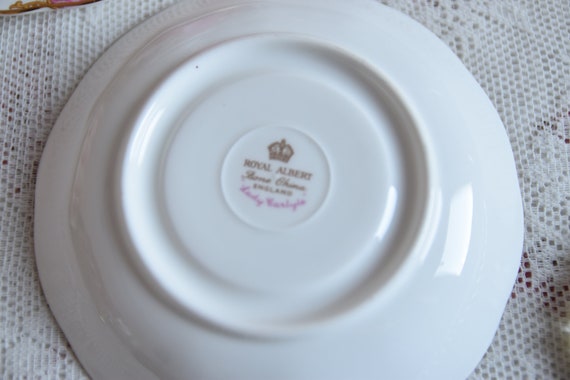 ROYAL ALBERT
Bone China
ENGLAND
Lady Carlyle